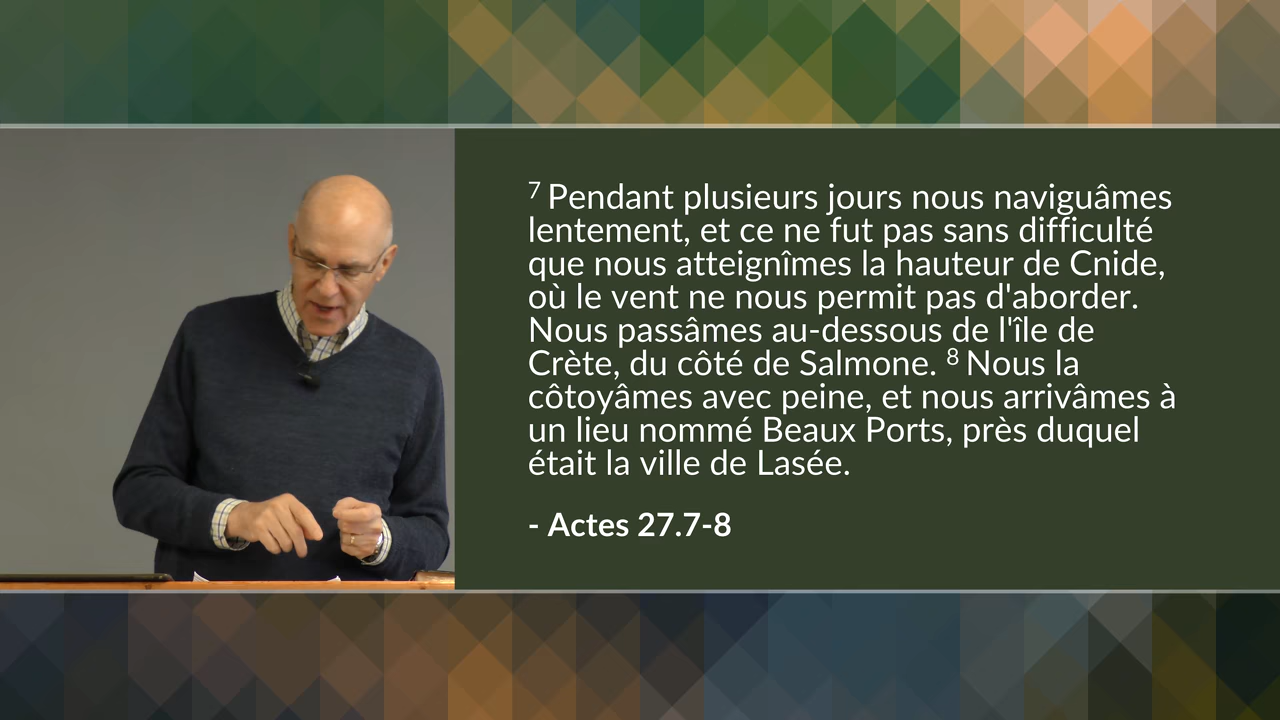 7 Pendant plusieurs jours nous naviguâmes
lentement, et ce ne fut pas sans difficulté
que nous atteignîmes la hauteur de Cnide,
où le vent ne nous permit pas d'aborder.
Nous passâmes au-dessous de l'île de
Crète, du côté de Salmone. 8 Nous la
côtoyâmes avec peine, et nous arrivâmes à
un lieu nommé Beaux Ports, près duquel
était la ville de Lasée.
- Actes 27.7-8